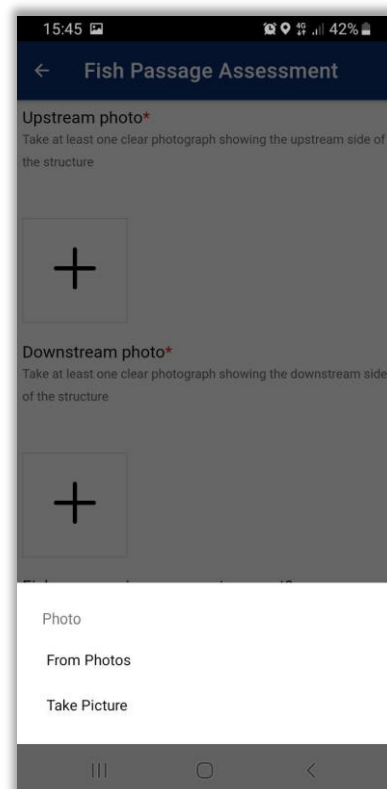 15:45
4G
42%
Fish Passage Assessment
Upstream photo*
Take at least one clear photograph showing the upstream side of
the structure
Downstream photo*
Take at least one clear photograph showing the downstream side
of the structure
Photo
From Photos
Take Picture